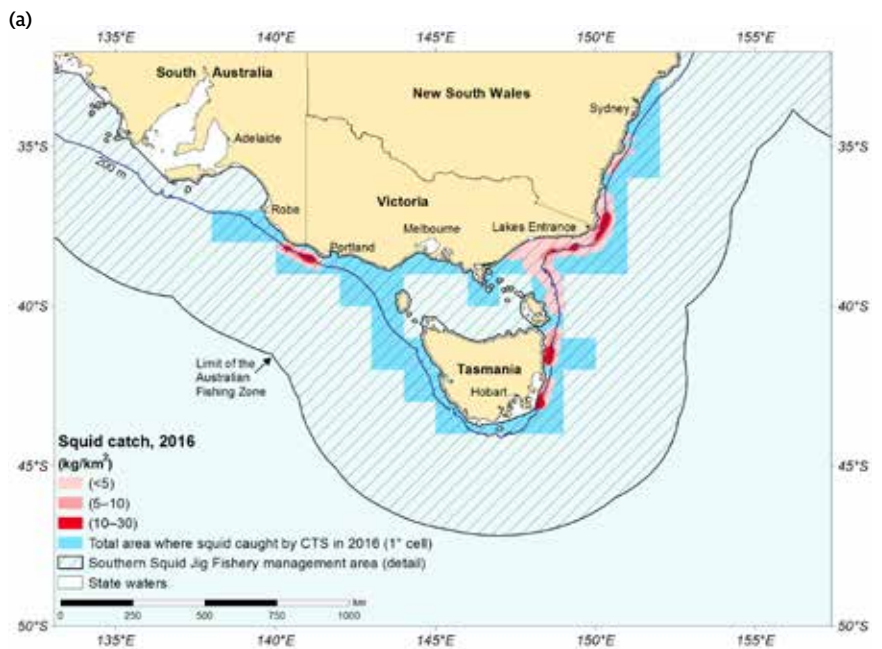 (a)
135°E 140°E 145°E 150°E 155°E
South Australia
New South Wales
Sydney
35°S 35°S
Adelaide
200 m
Victoria
Robe
Melbourne
Lakes Entrance
Portland
40°S 40°S
Limit of the
Australian
Fishing Zone
Tasmania
Hobart
Squid catch, 2016
(kg/km²)
(<5)
45°S 45°S
(5–10)
(10–30)
Total area where squid caught by CTS in 2016 (1° cell)
Southern Squid Jig Fishery management area (detail)
State waters
km
0 250 500 750 1000
50°S 50°S
135°E 140°E 145°E 150°E 155°E